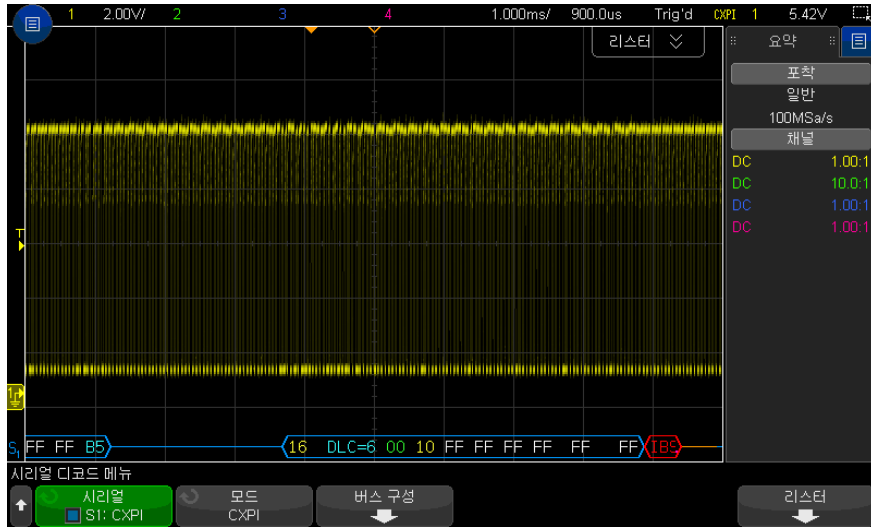 1 2.00V/ 2 3 4 1.000ms/ 900.0us Trig'd CXPI 1 5.42V
리스터
요약
포착
일반
100MSa/s
채널
DC 1.00:1
DC 10.0:1
DC 1.00:1
DC 1.00:1
T
1
S1 FF FF B5 16 DLC=6 00 10 FF FF FF FF FF FF IBS
시리얼 디코드 메뉴
시리얼
S1: CXPI
모드
CXPI
버스 구성
리스터